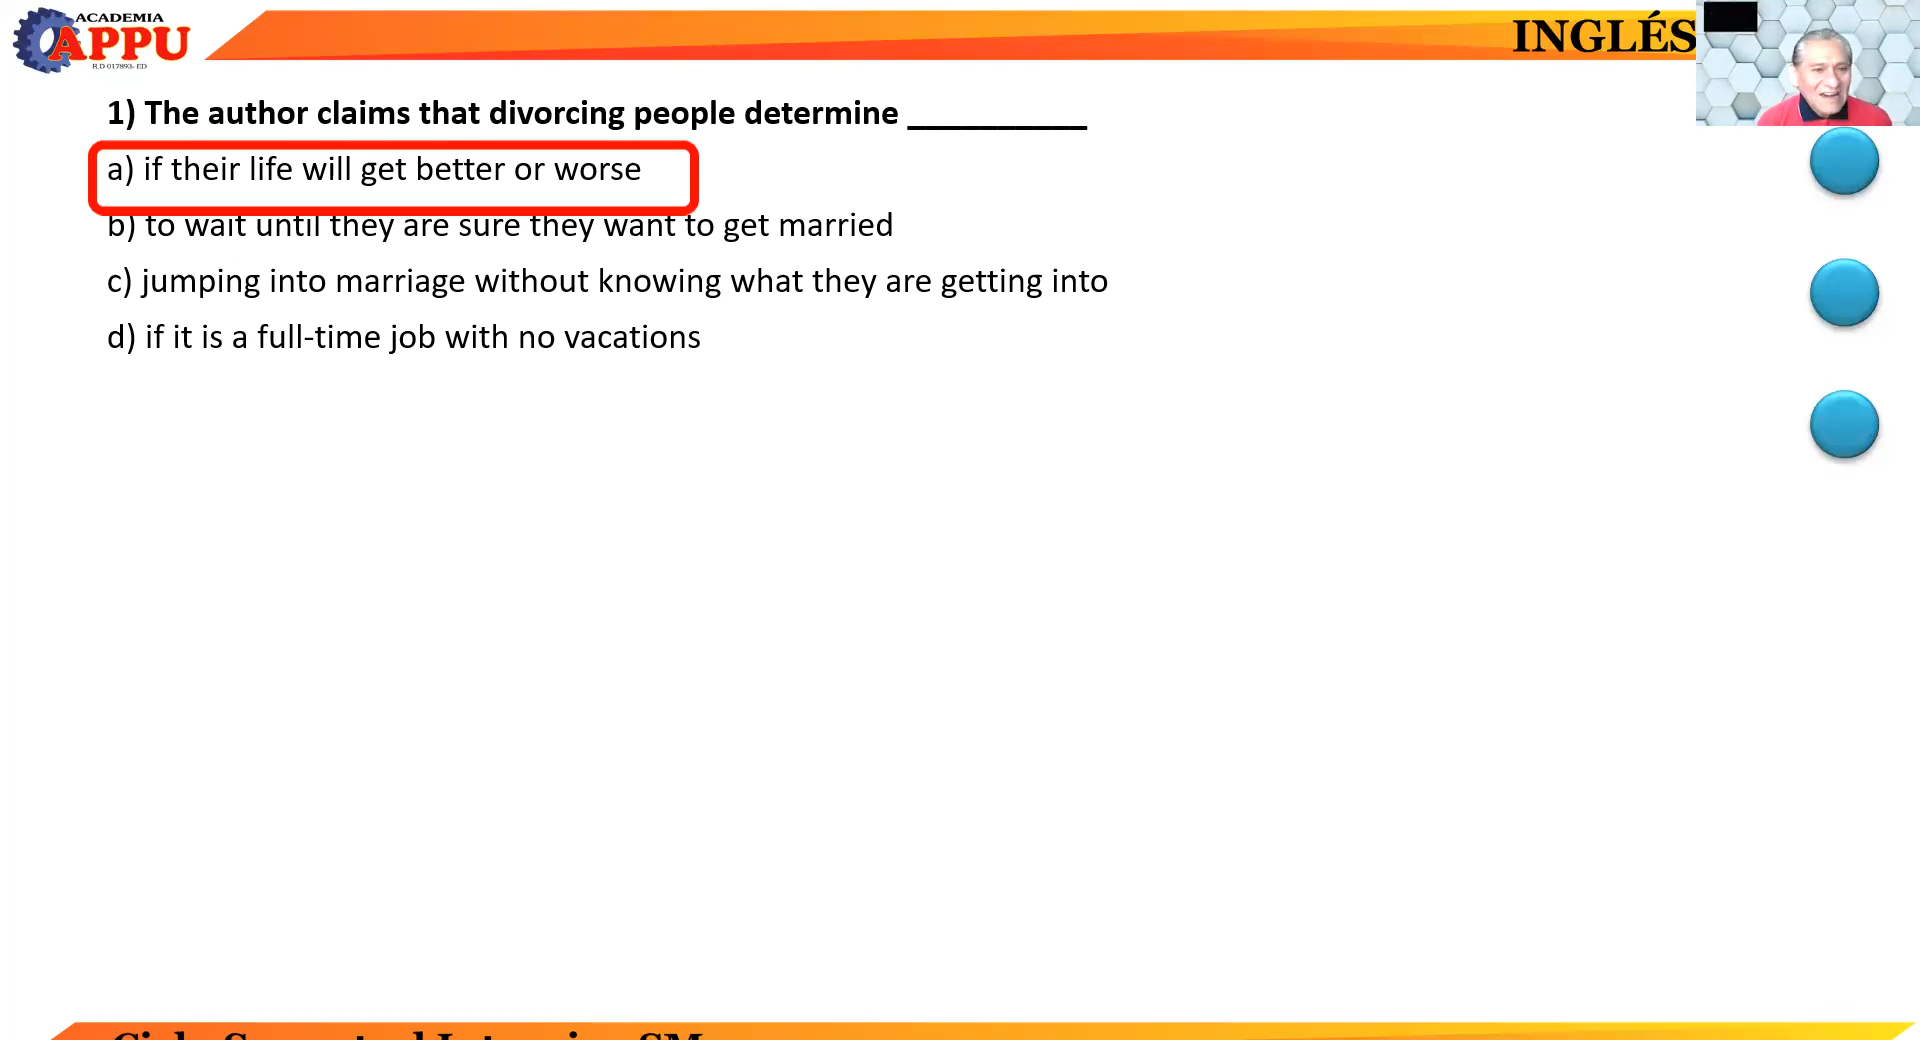 ACADEMIA
APPU
R.D 017893- ED
INGLÉS
1) The author claims that divorcing people determine __________
a) if their life will get better or worse
b) to wait until they are sure they want to get married
c) jumping into marriage without knowing what they are getting into
d) if it is a full-time job with no vacations